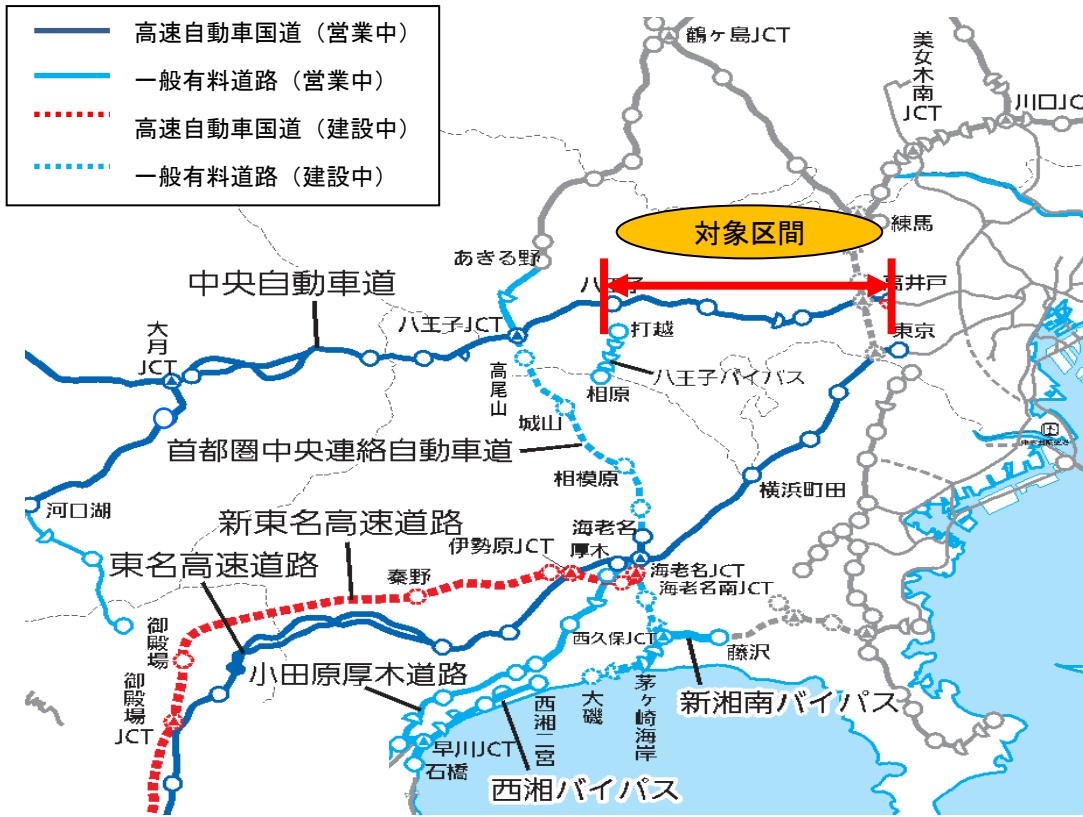 高速自動車国道（営業中）
一般有料道路（営業中）
高速自動車国道（建設中）
一般有料道路（建設中）
鶴ヶ島JCT
美女木南JCT
川口JCT
練馬
対象区間
あきる野
八王子
高井戸
中央自動車道
八王子JCT
打越
東京
大月JCT
高尾山
八王子バイパス
相原
城山
首都圏中央連絡自動車道
相模原
横浜町田
河口湖
新東名高速道路
海老名
伊勢原JCT
厚木
東名高速道路
秦野
海老名JCT
海老名南JCT
御殿場
西久保JCT
藤沢
小田原厚木道路
御殿場JCT
西湘二宮
大磯
茅ヶ崎海岸
新湘南バイパス
早川JCT
石橋
西湘バイパス